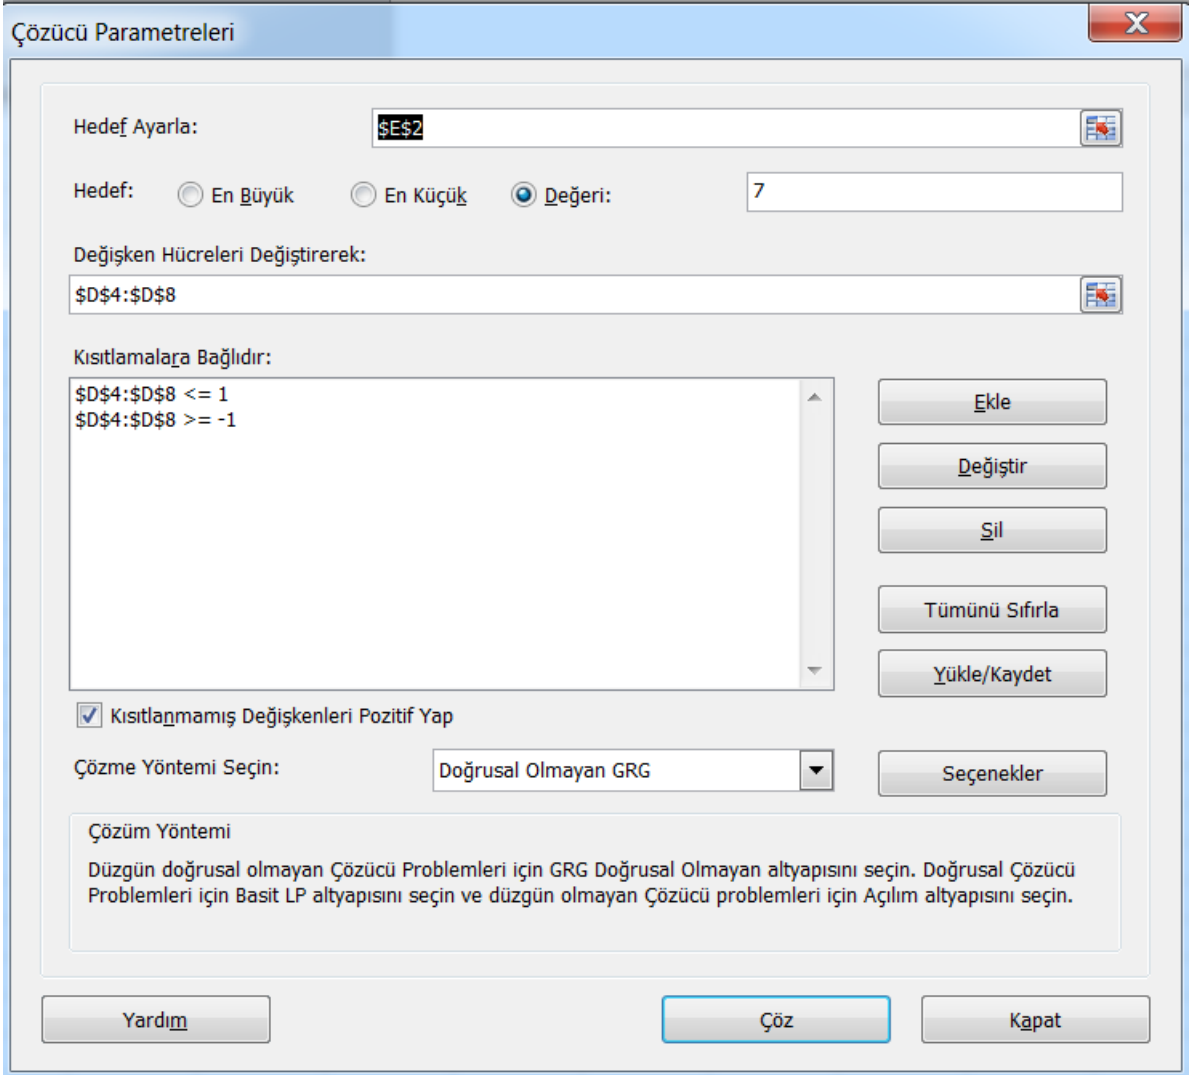 Çözücü Parametreleri
Hedef Ayarla:
$E$2
Hedef:
En Büyük
En Küçük
Değeri:
7
Değişken Hücreleri Değiştirerek:
$D$4:$D$8
Kısıtlamalara Bağlıdır:
$D$4:$D$8 <= 1
$D$4:$D$8 >= -1
Ekle
Değiştir
Sil
Tümünü Sıfırla
Yükle/Kaydet
Kısıtlanmamış Değişkenleri Pozitif Yap
Çözme Yöntemi Seçin:
Doğrusal Olmayan GRG
Seçenekler
Çözüm Yöntemi
Düzgün doğrusal olmayan Çözücü Problemleri için GRG Doğrusal Olmayan altyapısını seçin. Doğrusal Çözücü
Problemleri için Basit LP altyapısını seçin ve düzgün olmayan Çözücü problemleri için Açılım altyapısını seçin.
Yardım
Çöz
Kapat